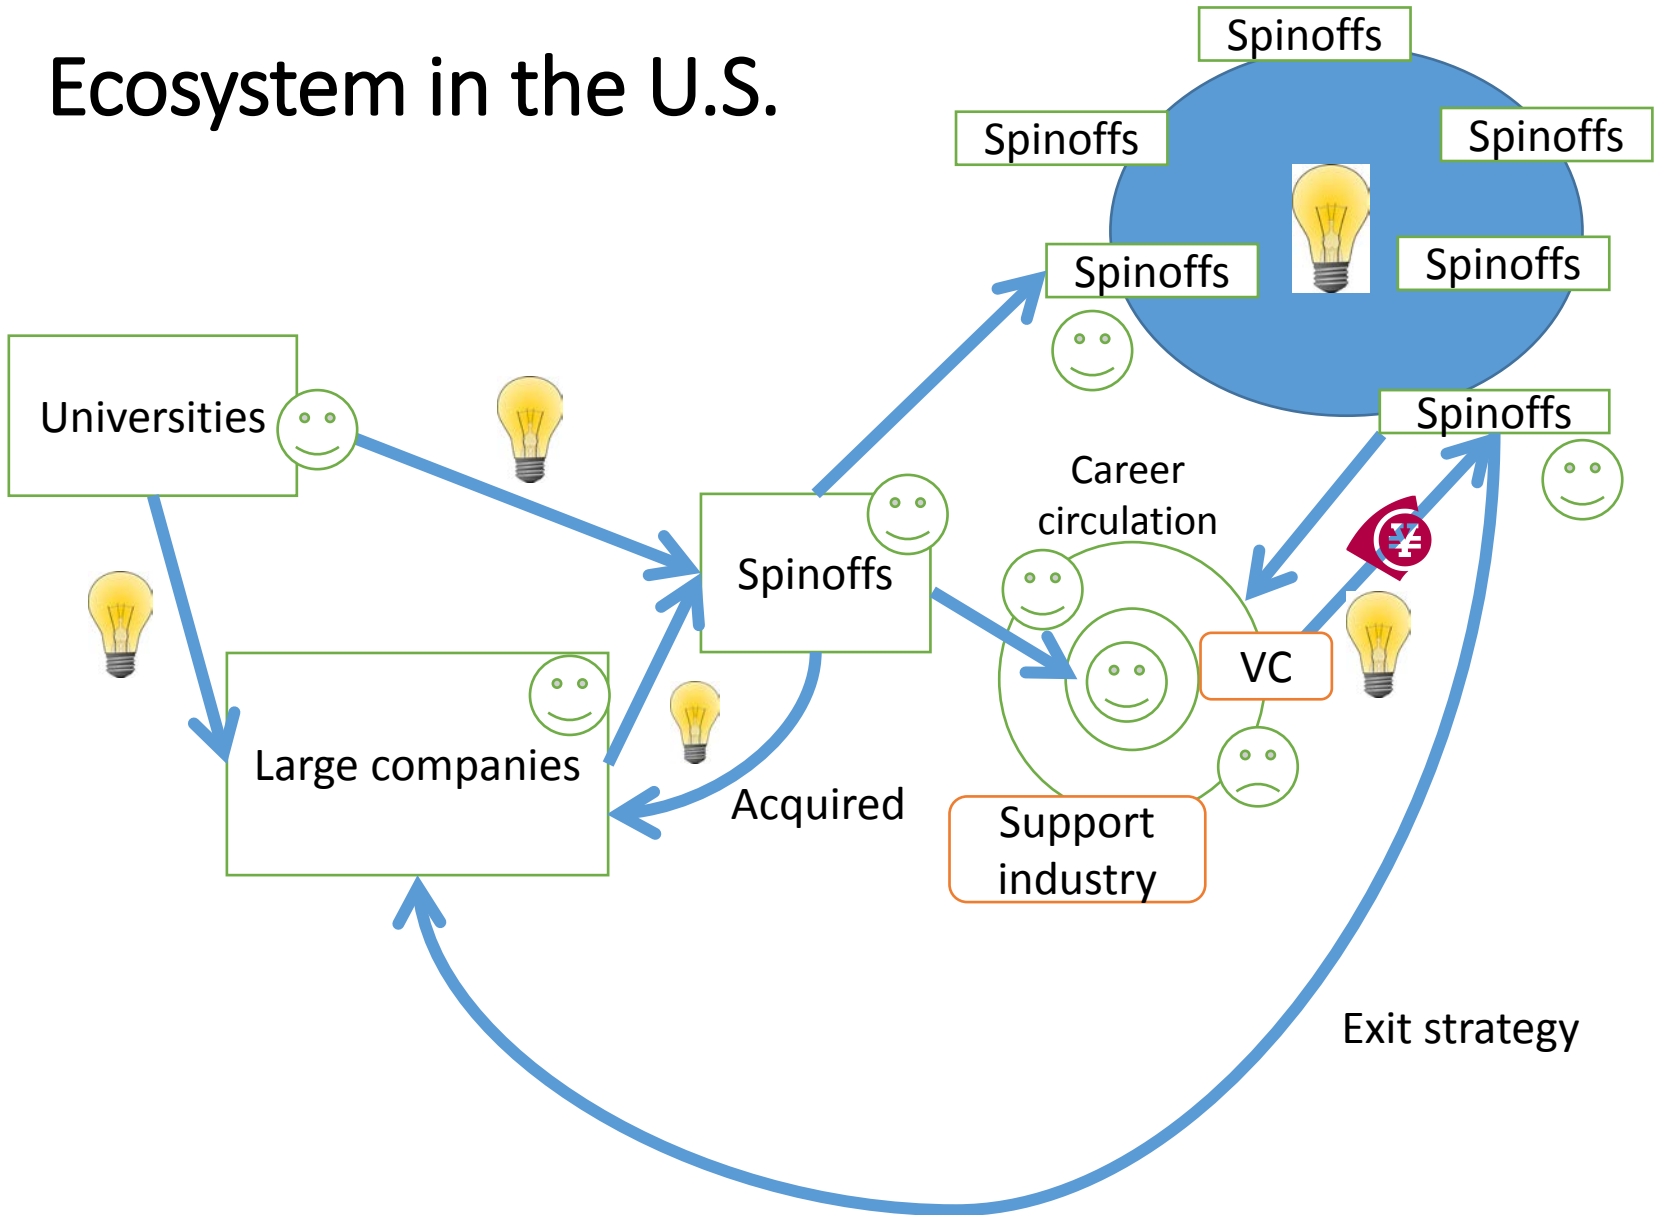 Ecosystem in the U.S.
Spinoffs
Spinoffs
Spinoffs
Spinoffs
Spinoffs
Spinoffs
Universities
Career
circulation
¥
Spinoffs
VC
Large companies
Acquired
Support
industry
Exit strategy